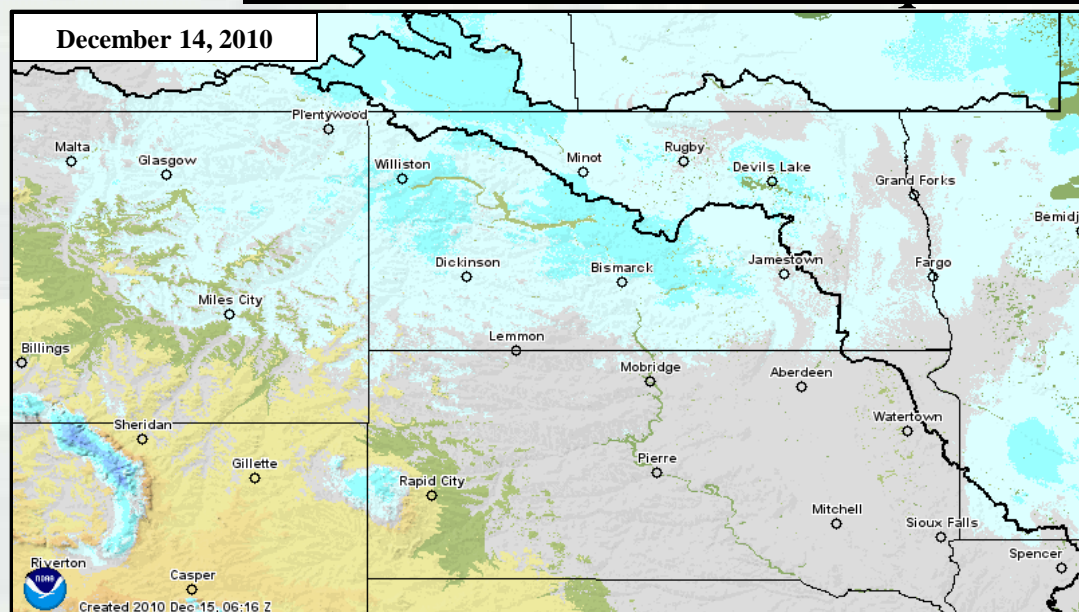 December 14, 2010
Plentywood
Malta
Glasgow
Williston
Minot
Rugby
Devils Lake
Grand Forks
Bemidj
Dickinson
Bismarck
Jamestown
Fargo
Miles City
Lemmon
Billings
Mobridge
Aberdeen
Sheridan
Watertown
Gillette
Pierre
Rapid City
Mitchell
Sioux Falls
Spencer
Riverton
NOAA
Casper
Created 2010 Dec 15, 06:16 Z